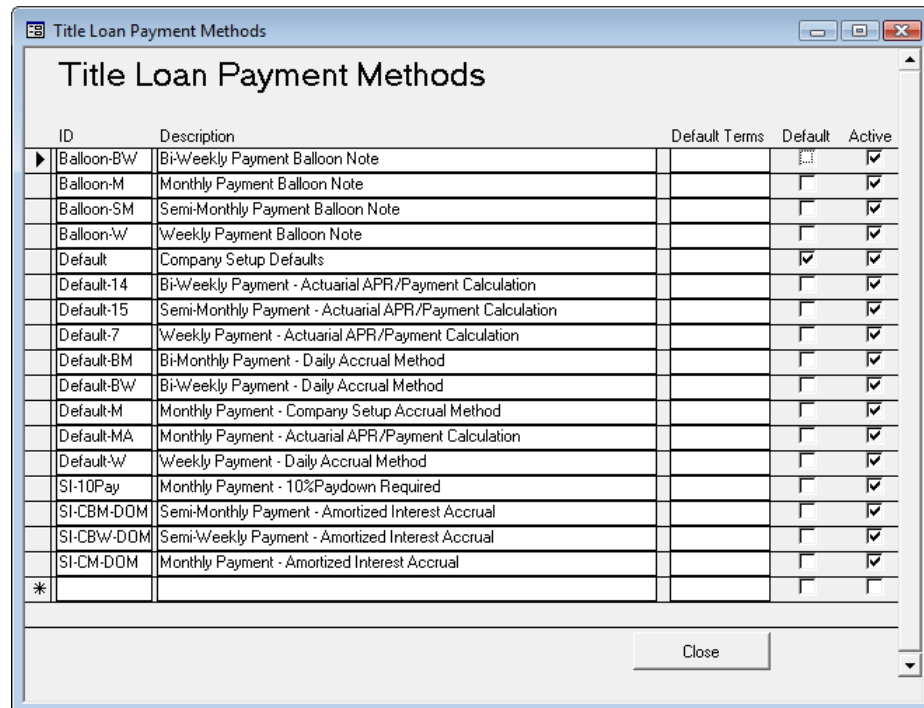 Title Loan Payment Methods
Title Loan Payment Methods
ID Description Default Terms Default Active
Balloon-BW Bi-Weekly Payment Balloon Note
Balloon-M Monthly Payment Balloon Note
Balloon-SM Semi-Monthly Payment Balloon Note
Balloon-W Weekly Payment Balloon Note
Default Company Setup Defaults
Default-14 Bi-Weekly Payment - Actuarial APR/Payment Calculation
Default-15 Semi-Monthly Payment - Actuarial APR/Payment Calculation
Default-7 Weekly Payment - Actuarial APR/Payment Calculation
Default-BM Bi-Monthly Payment - Daily Accrual Method
Default-BW Bi-Weekly Payment - Daily Accrual Method
Default-M Monthly Payment - Company Setup Accrual Method
Default-MA Monthly Payment - Actuarial APR/Payment Calculation
Default-W Weekly Payment - Daily Accrual Method
SI-10Pay Monthly Payment - 10%Paydown Required
SI-CBM-DOM Semi-Monthly Payment - Amortized Interest Accrual
SI-CBW-DOM Semi-Weekly Payment - Amortized Interest Accrual
SI-CM-DOM Monthly Payment - Amortized Interest Accrual
Close